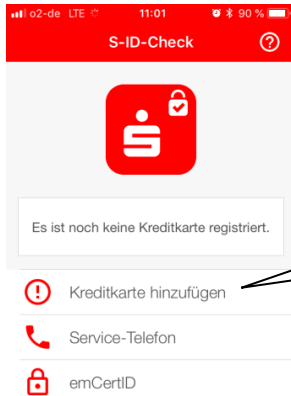 o2-de LTE 11:01 90 %
S-ID-Check
Es ist noch keine Kreditkarte registriert.
Kreditkarte hinzufügen
Service-Telefon
emCertID